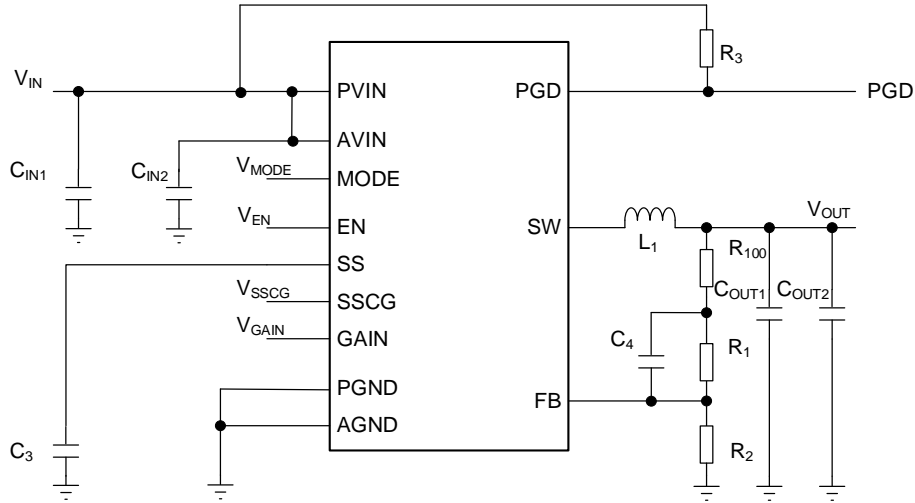 R3
VIN
PVIN
PGD
PGD
AVIN
CIN1
CIN2
VMODE
MODE
VEN
EN
SW
L1
VOUT
SS
R100
VSSCG
SSCG
COUT1
COUT2
VGAIN
GAIN
C4
R1
PGND
FB
AGND
C3
R2